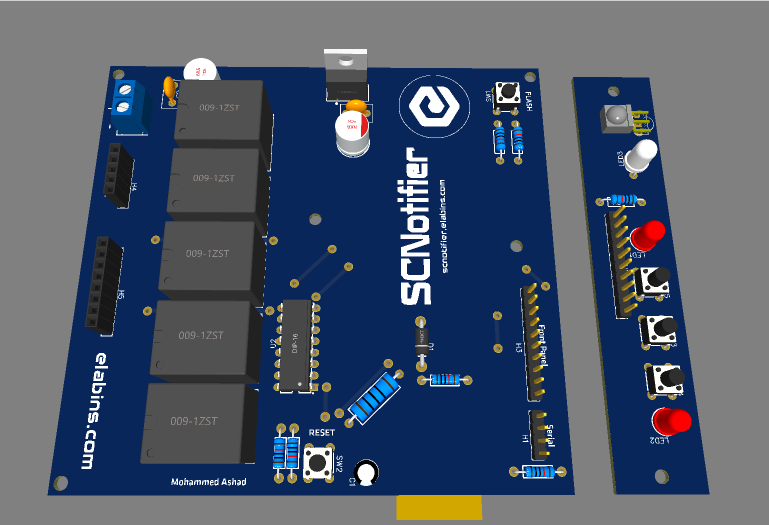 009-1ZST
009-1ZST
009-1ZST
009-1ZST
009-1ZST
H4
H5
elabins.com
Mohammed Ashad
SCNotifier
scnotifier.elabins.com
FLASH
SW1
U2
DIP-16
D1
RESET
SW2
C1
Front Panel
H3
Serial
H1
LED3
LED1
LED2